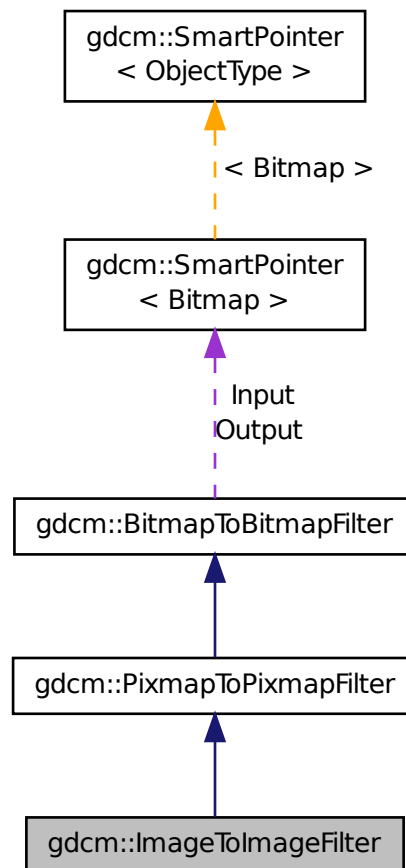 gdcm::SmartPointer
< ObjectType >
< Bitmap >
gdcm::SmartPointer
< Bitmap >
Input
Output
gdcm::BitmapToBitmapFilter
gdcm::PixmapToPixmapFilter
gdcm::ImageToImageFilter